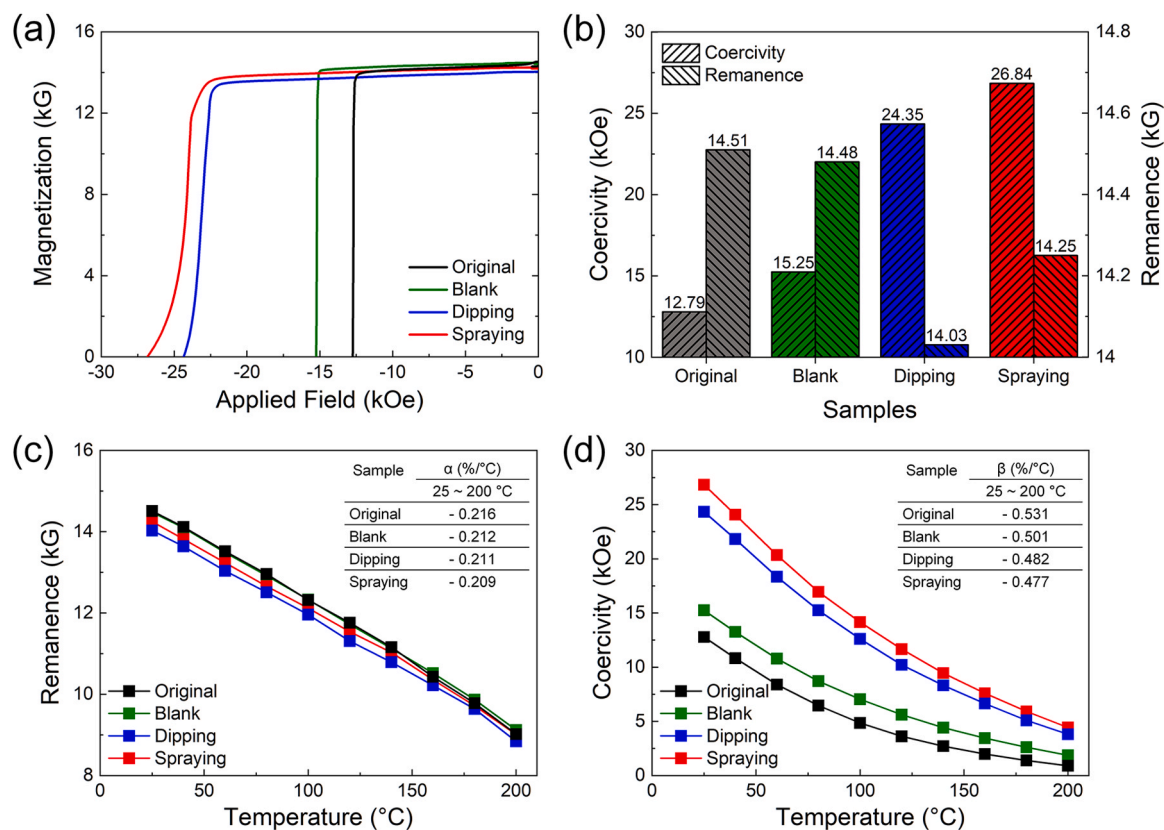 (a)
16
12
8
4
0
Magnetization (kG)
Original
Blank
Dipping
Spraying
-30
-25
-20
-15
-10
-5
0
Applied Field (kOe)
(b)
30
25
20
15
10
Coercivity (kOe)
Coercivity
Remanence
12.79
14.51
15.25
14.48
24.35
14.03
26.84
14.25
14.8
14.6
14.4
14.2
14
Remanence (kG)
Original
Blank
Dipping
Spraying
Samples
(c)
16
14
12
10
8
Remanence (kG)
Sample α (%/°C)
25 ~ 200 °C
Original - 0.216
Blank - 0.212
Dipping - 0.211
Spraying - 0.209
Original
Blank
Dipping
Spraying
0
50
100
150
200
Temperature (°C)
(d)
30
25
20
15
10
5
0
Coercivity (kOe)
Sample β (%/°C)
25 ~ 200 °C
Original - 0.531
Blank - 0.501
Dipping - 0.482
Spraying - 0.477
Original
Blank
Dipping
Spraying
0
50
100
150
200
Temperature (°C)